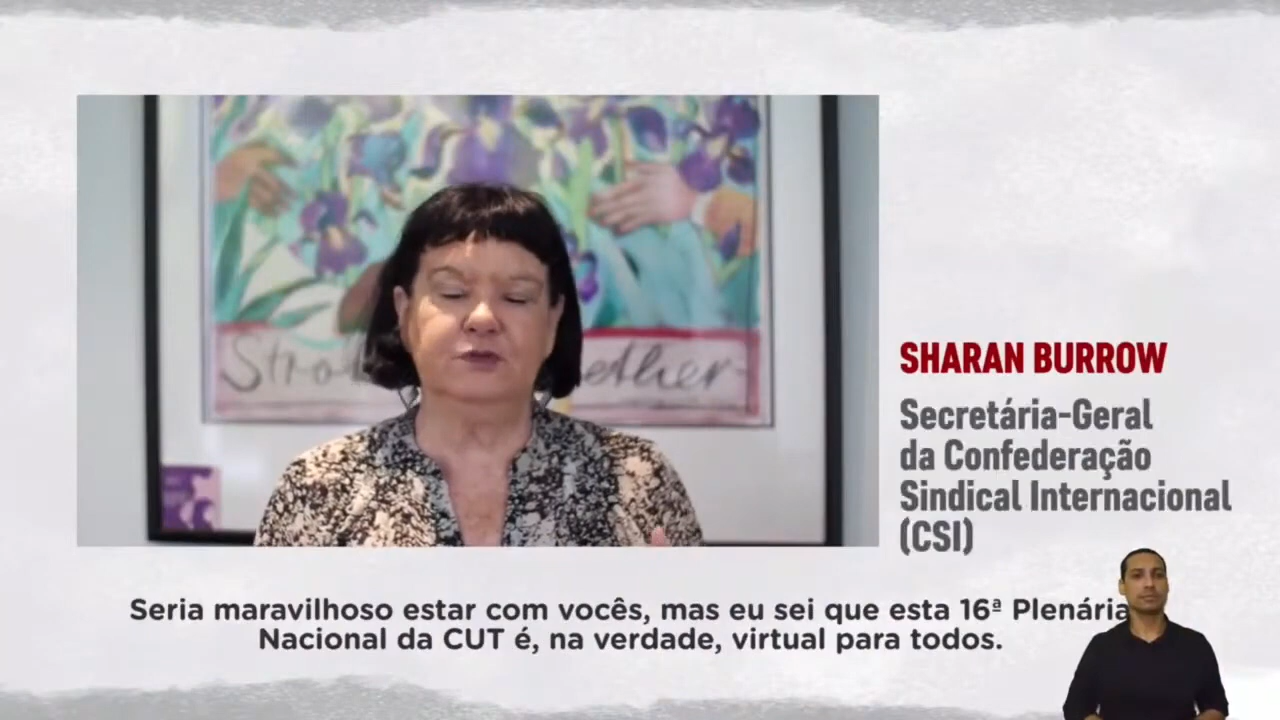 ether
SHARAN BURROW
Secretária-Geral
da Confederação
Sindical Internacional
(CSI)
Seria maravilhoso estar com vocês, mas eu sei que esta 16ª Plenária
Nacional da CUT é, na verdade, virtual para todos.